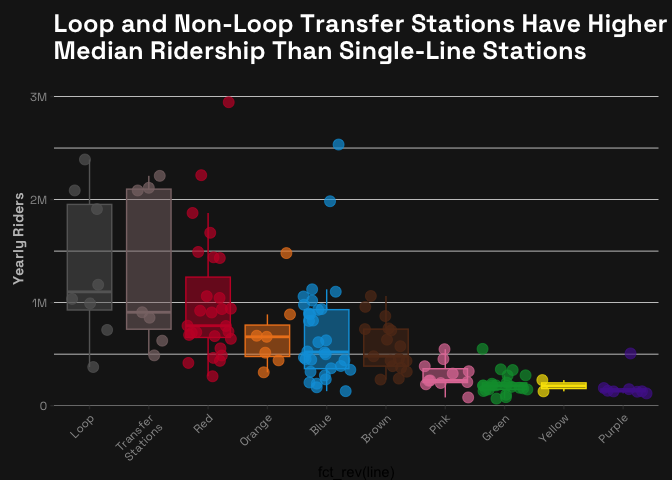 Loop and Non-Loop Transfer Stations Have Higher
Median Ridership Than Single-Line Stations
Yearly Riders
3M
2M
1M
0
Loop
Transfer
Stations
Red
Orange
Blue
Brown
Pink
Green
Yellow
Purple
fct_rev(line)